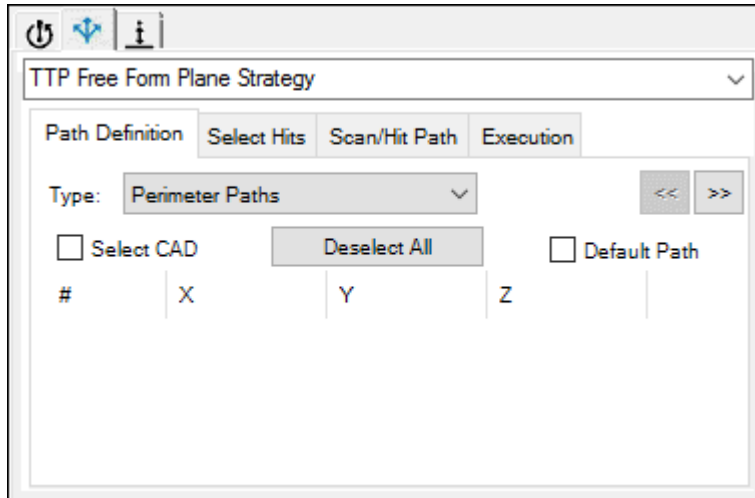 TTP Free Form Plane Strategy
Path Definition Select Hits Scan/Hit Path Execution
Type: Perimeter Paths << >>
Select CAD Deselect All Default Path
# X Y Z